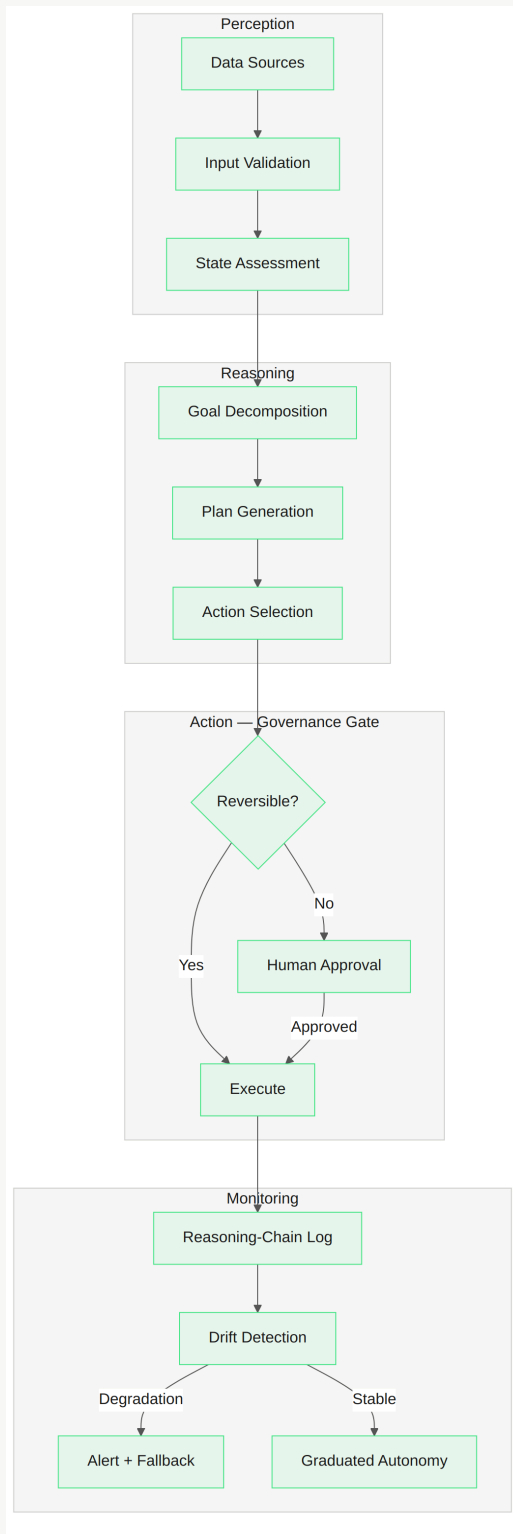 Perception
Data Sources
Input Validation
State Assessment
Reasoning
Goal Decomposition
Plan Generation
Action Selection
Action — Governance Gate
Reversible?
No
Yes
Human Approval
Approved
Execute
Monitoring
Reasoning-Chain Log
Drift Detection
Degradation
Stable
Alert + Fallback
Graduated Autonomy